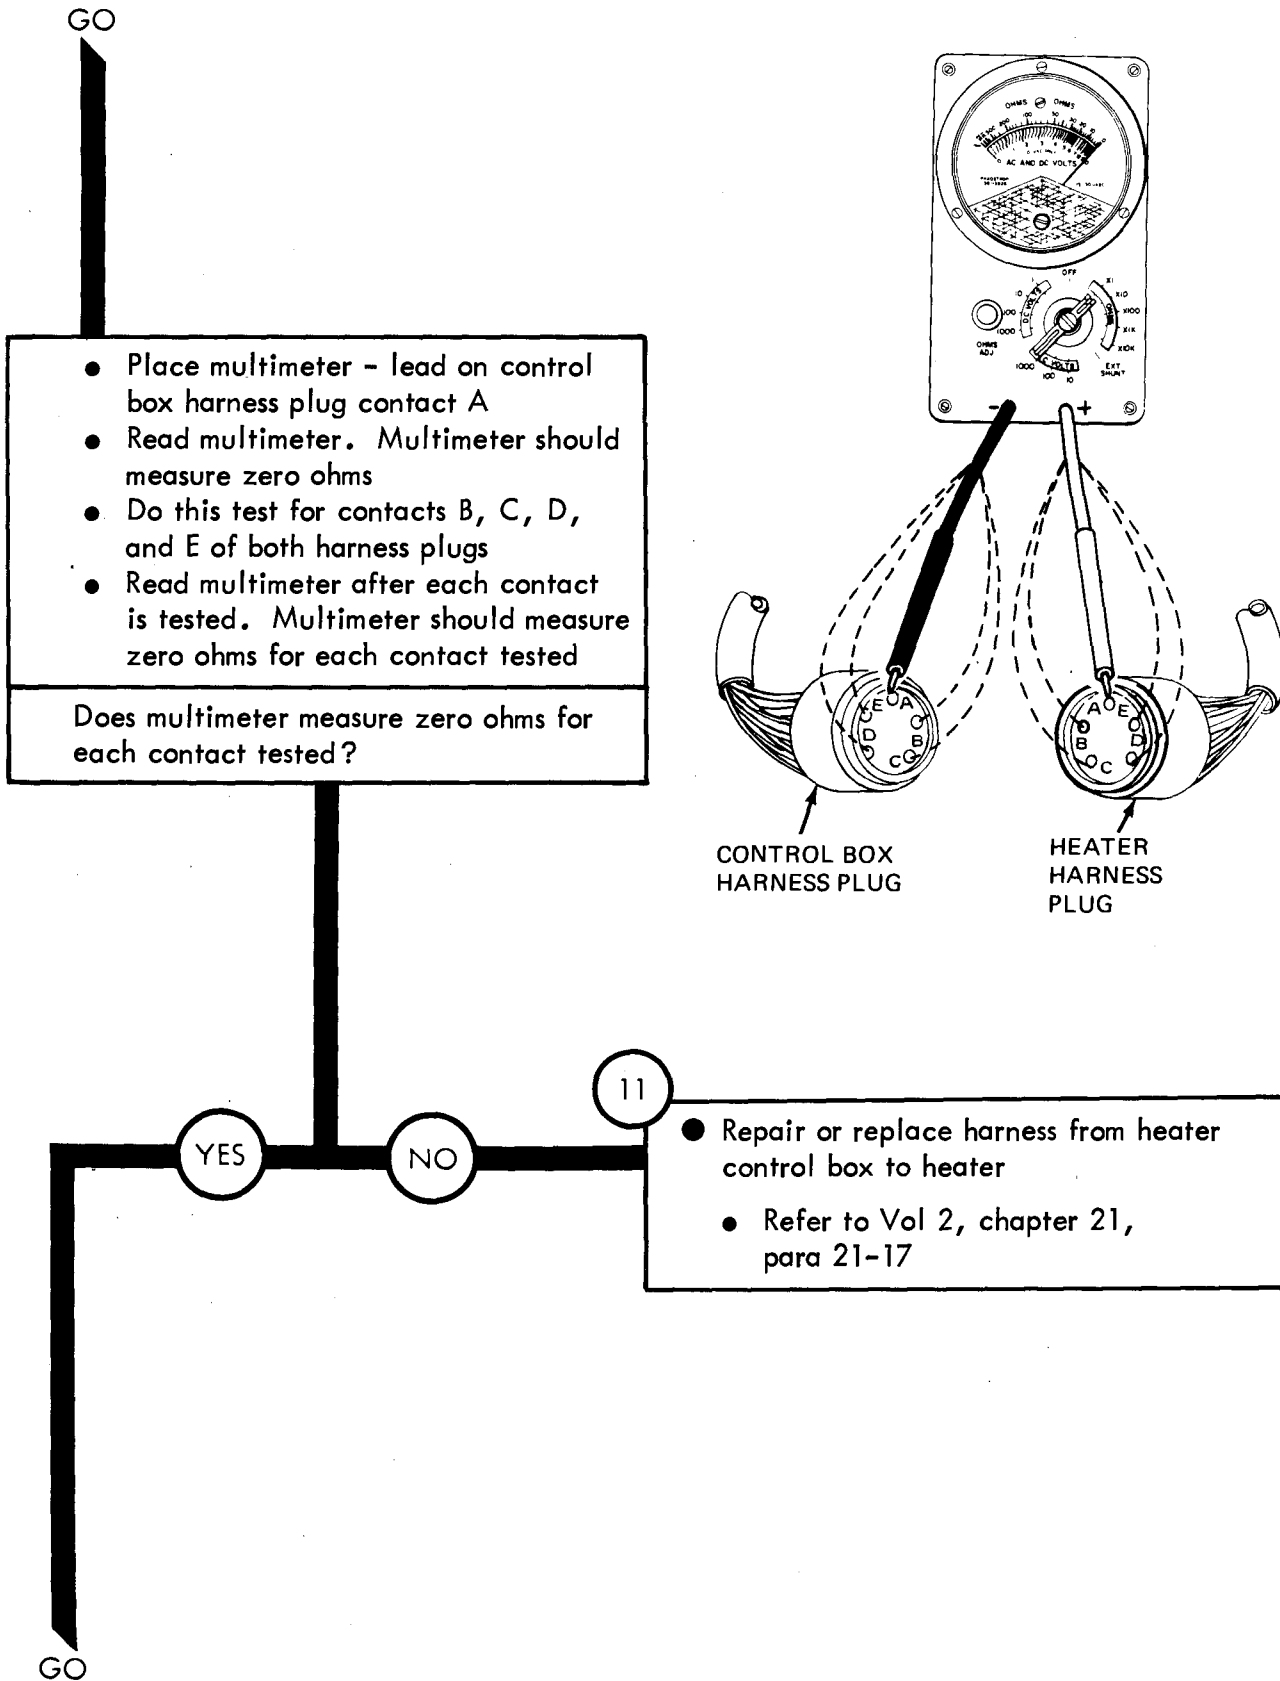 GO
● Place multimeter - lead on control
box harness plug contact A
● Read multimeter. Multimeter should
measure zero ohms
● Do this test for contacts B, C, D,
and E of both harness plugs
● Read multimeter after each contact
is tested. Multimeter should measure
zero ohms for each contact tested
Does multimeter measure zero ohms for
each contact tested?
OHMS OHMS
AC AND DC VOLTS
OFF
1
10
100
1000
DC VOLTS
X1
X10
X100
X1K
X10K
OHMS
OHMS
ADJ
1000
100
10
EXT
SHUNT
- +
E A
D B
C
A E
B D
C
CONTROL BOX
HARNESS PLUG
HEATER
HARNESS
PLUG
YES
NO
11
● Repair or replace harness from heater
control box to heater
● Refer to Vol 2, chapter 21,
para 21-17
GO